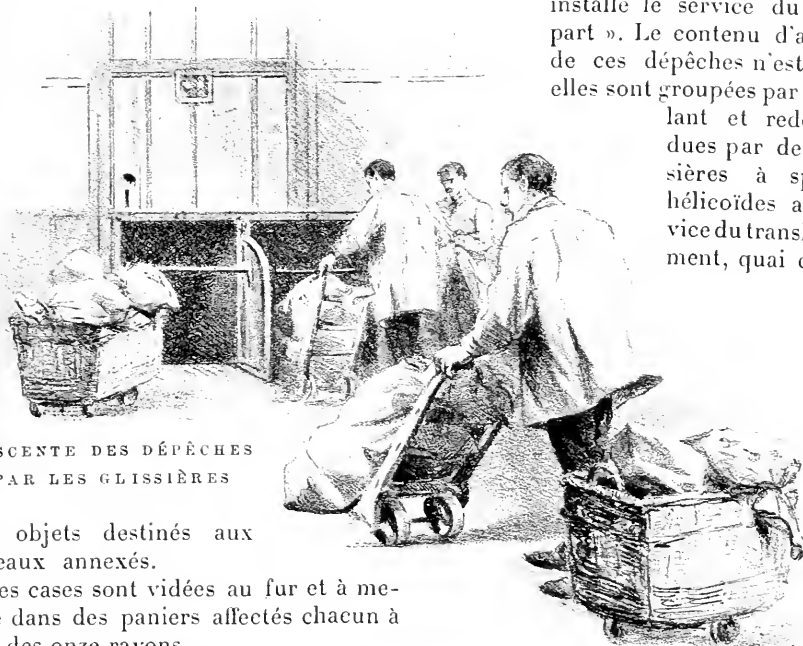 installe le service du
part ». Le contenu d'a
de ces dépêches n'est
elles sont groupées par
lant et rede
dues par de
sières à sp
hélicoïdes a
vice du trans
ment, quai d
SCENTE DES DÉPÊCHES
PAR LES GLISSIÈRES
objets destinés aux
eaux annexés.
es cases sont vidées au fur et à me-
e dans des paniers affectés chacun à
des onze rayons